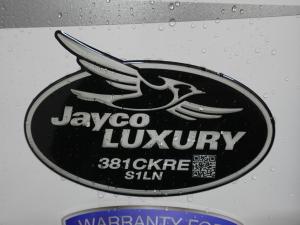 Jayco
LUXURY
381CKRE
S1LN
WARRANTY FOR